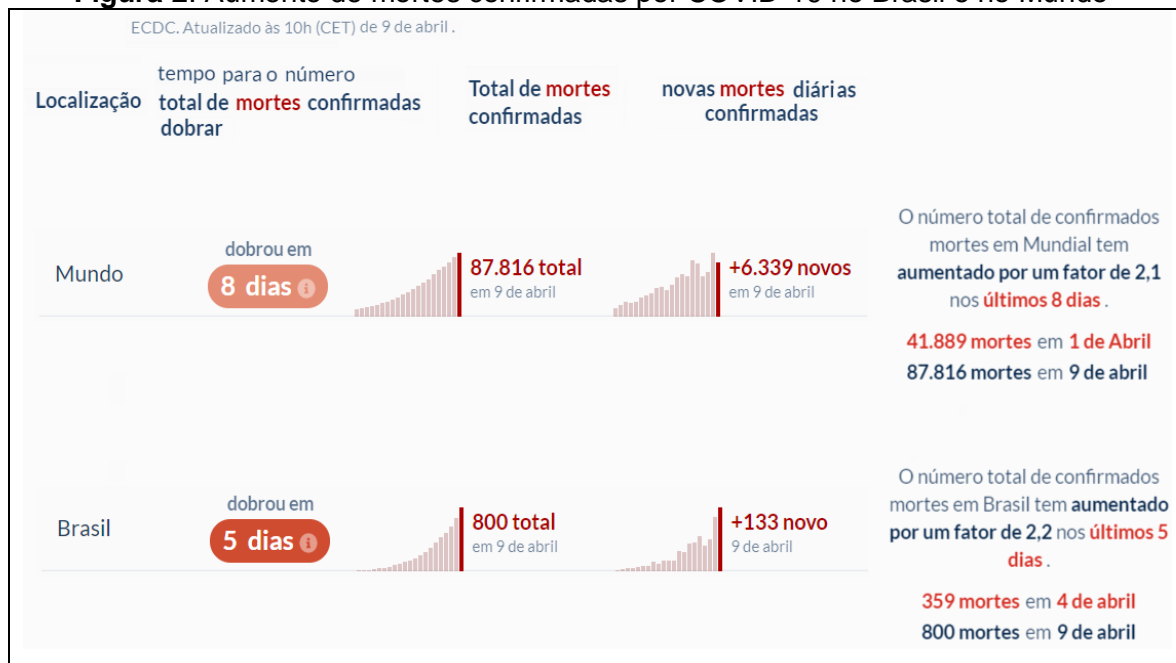 Figura 2. Aumento de mortes confirmadas por COVID-19 no Brasil e no Mundo
ECDC. Atualizado às 10h (CET) de 9 de abril .
Localização
tempo para o número
total de mortes confirmadas
dobrar
Total de mortes
confirmadas
novas mortes diárias
confirmadas
Mundo
dobrou em
8 dias
87.816 total
em 9 de abril
+6.339 novos
em 9 de abril
O número total de confirmados
mortes em Mundial tem
aumentado por um fator de 2,1
nos últimos 8 dias .
41.889 mortes em 1 de Abril
87.816 mortes em 9 de abril
Brasil
dobrou em
5 dias
800 total
em 9 de abril
+133 novo
9 de abril
O número total de confirmados
mortes em Brasil tem aumentado
por um fator de 2,2 nos últimos 5
dias .
359 mortes em 4 de abril
800 mortes em 9 de abril